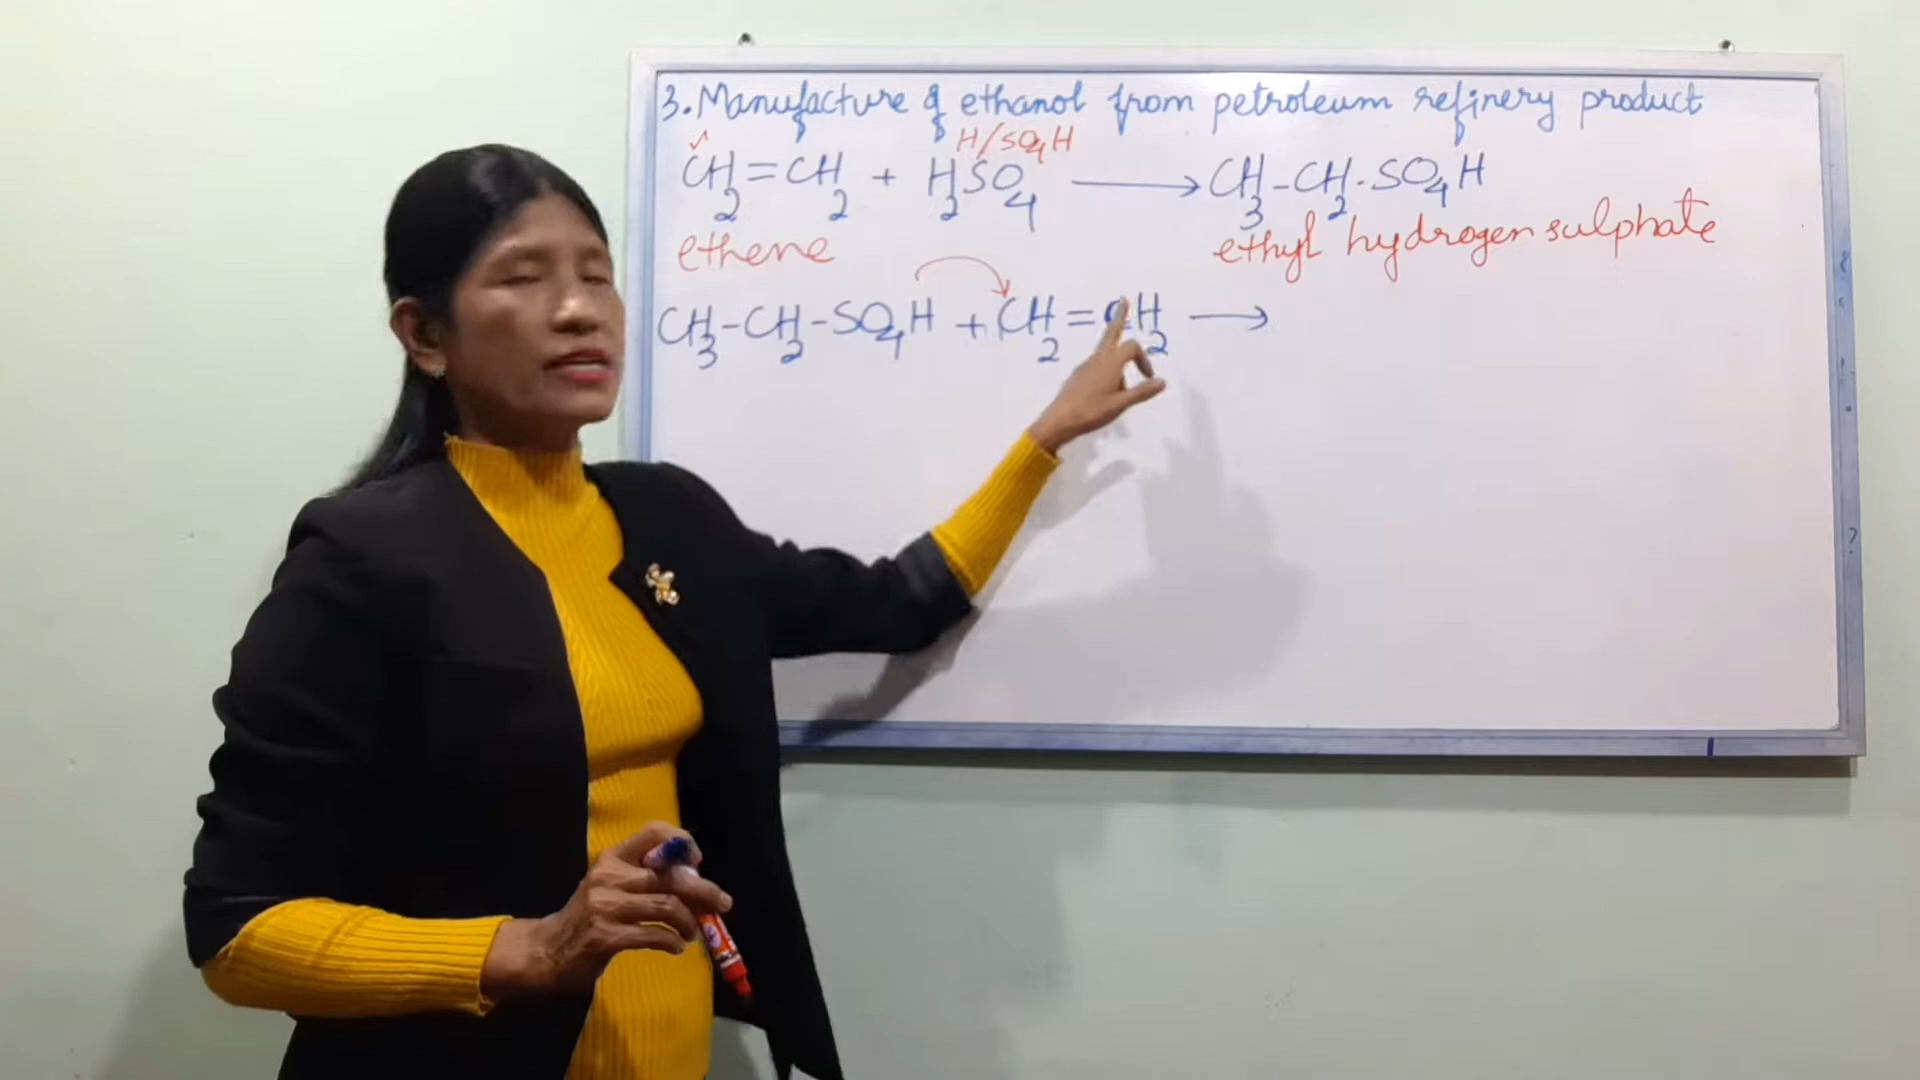 3. Manufacture of ethanol from petroleum refinery product
H/SO₄H
CH₂=CH₂ + H₂SO₄ ⟶ CH₃-CH₂-SO₄H
ethene ethyl hydrogen sulphate
CH₃-CH₂-SO₄H + CH₂=CH₂ ⟶